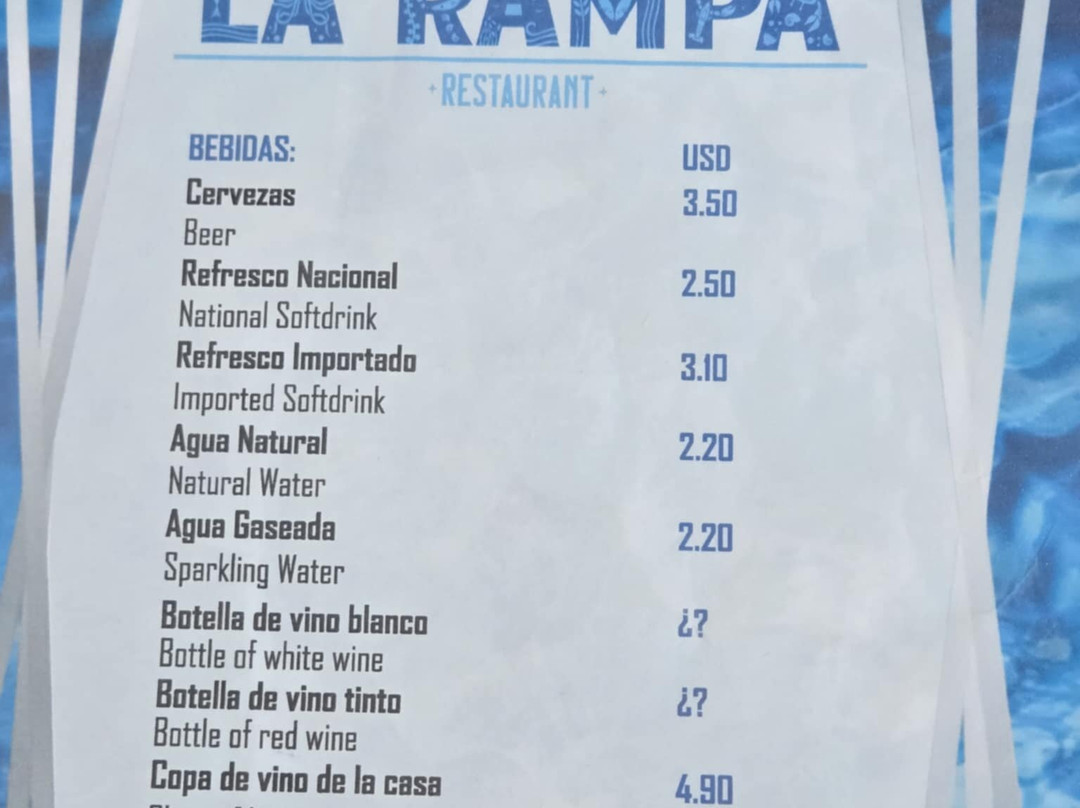 LA RAMPA
RESTAURANT
BEBIDAS: USD
Cervezas 3.50
Beer
Refresco Nacional 2.50
National Softdrink
Refresco Importado 3.10
Imported Softdrink
Agua Natural 2.20
Natural Water
Agua Gaseada 2.20
Sparkling Water
Botella de vino blanco ¿?
Bottle of white wine
Botella de vino tinto ¿?
Bottle of red wine
Copa de vino de la casa 4.90